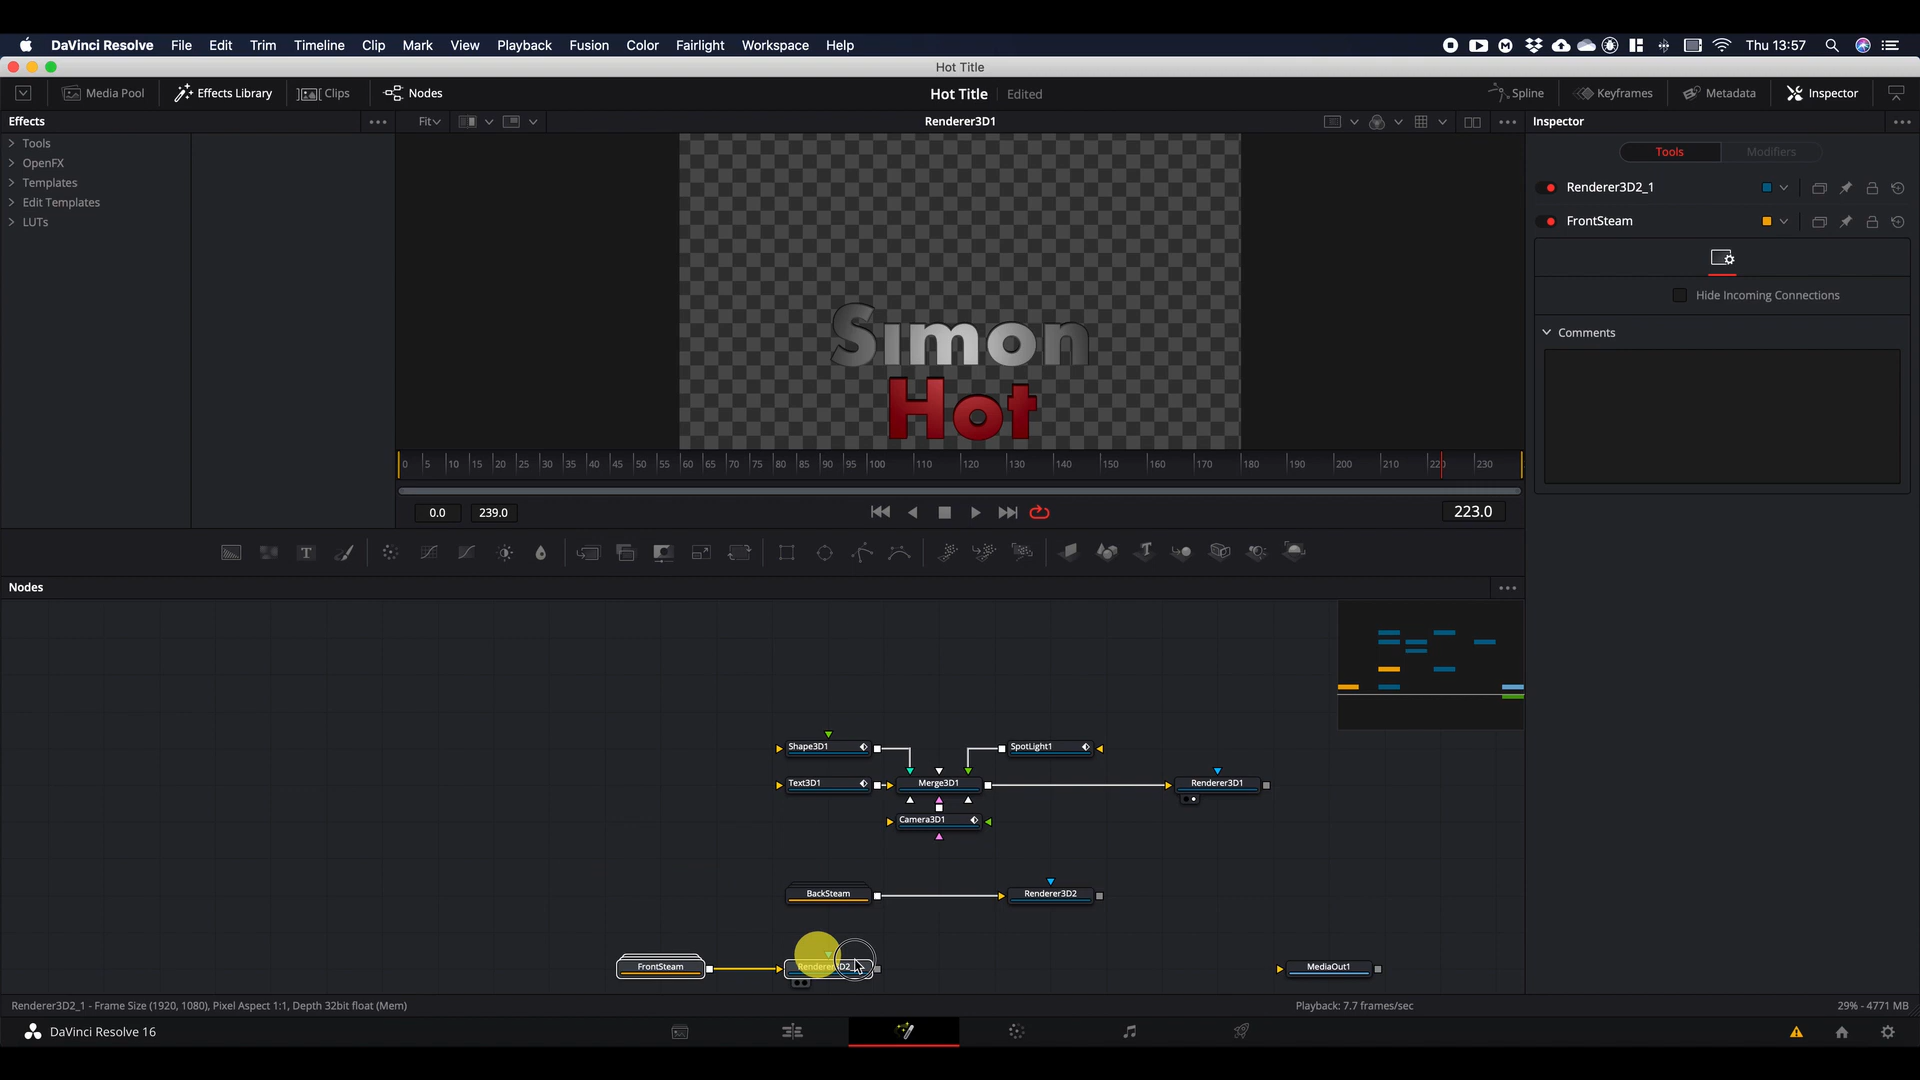 DaVinci Resolve File Edit Trim Timeline Clip Mark View Playback Fusion Color Fairlight Workspace Help Thu 13:57
Hot Title
Media Pool Effects Library Clips Nodes Hot Title Edited Spline Keyframes Metadata Inspector
Effects Fit Renderer3D1 Inspector
Tools
OpenFX
Templates
Edit Templates
LUTs
Tools Modifiers
Renderer3D2_1
FrontSteam
Hide Incoming Connections
Comments
Simon
Hot
0 5 10 15 20 25 30 35 40 45 50 55 60 65 70 75 80 85 90 95 100 110 120 130 140 150 160 170 180 190 200 210 220 230
0.0 239.0 223.0
Nodes
Shape3D1 SpotLight1
Text3D1 Merge3D1 Renderer3D1
Camera3D1
BackSteam Renderer3D2
FrontSteam MediaOut1
Renderer3D2_1 - Frame Size (1920, 1080), Pixel Aspect 1:1, Depth 32bit float (Mem) Playback: 7.7 frames/sec 29% - 4771 MB
DaVinci Resolve 16